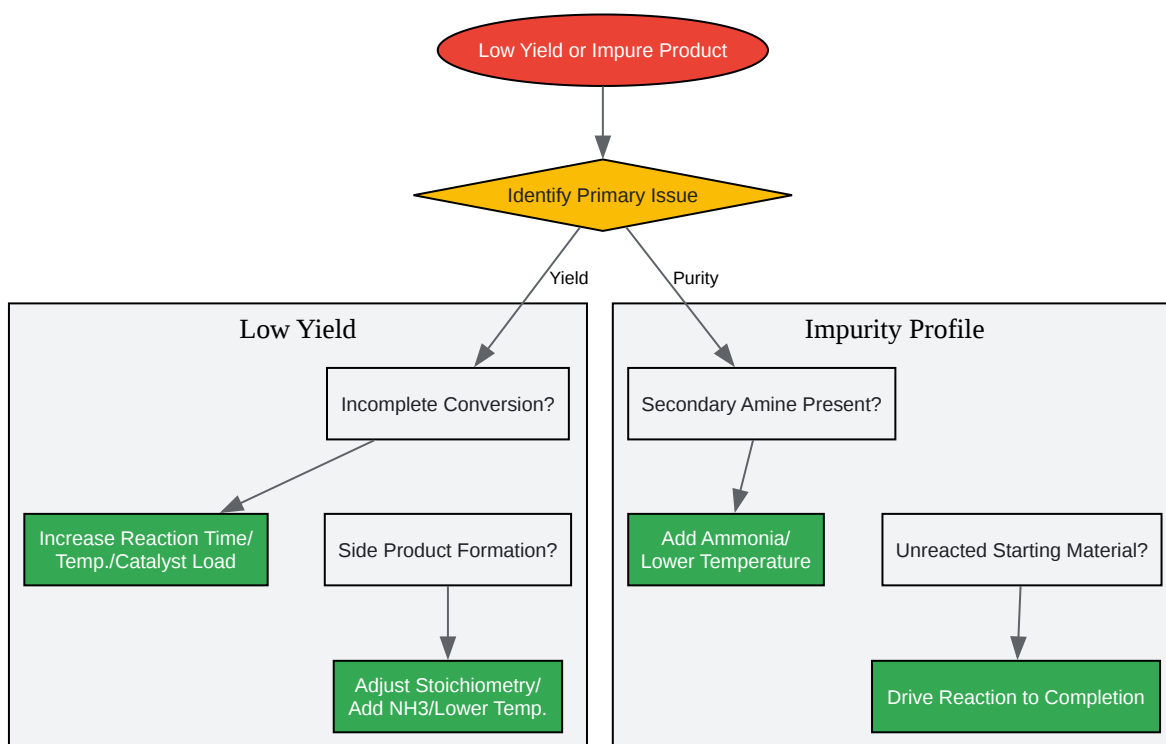 Low Yield or Impure Product
Identify Primary Issue
Yield
Purity
Low Yield
Impurity Profile
Incomplete Conversion?
Secondary Amine Present?
Increase Reaction Time/
Temp./Catalyst Load
Side Product Formation?
Add Ammonia/
Lower Temperature
Unreacted Starting Material?
Adjust Stoichiometry/
Add NH3/Lower Temp.
Drive Reaction to Completion